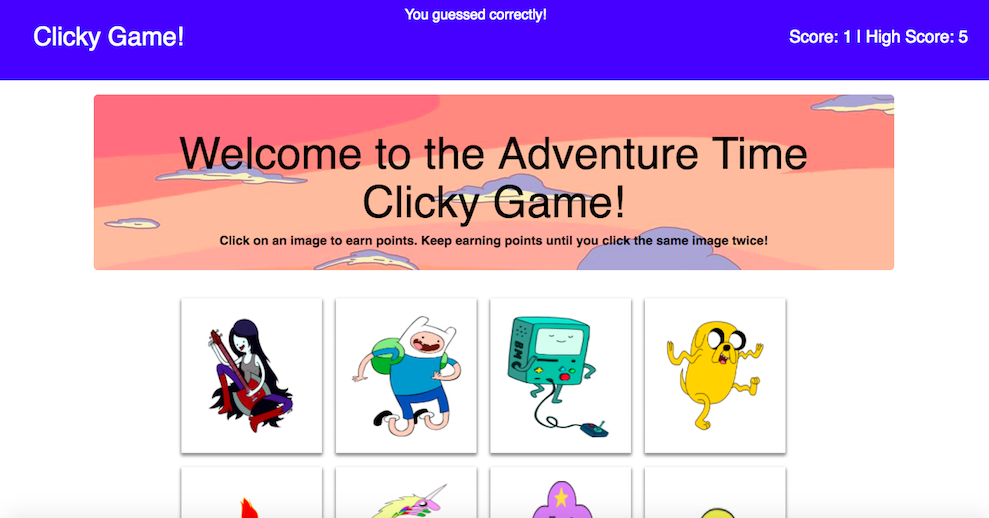 You guessed correctly!
Clicky Game!
Score: 1 | High Score: 5
Welcome to the Adventure Time
Clicky Game!
Click on an image to earn points. Keep earning points until you click the same image twice!
BMO